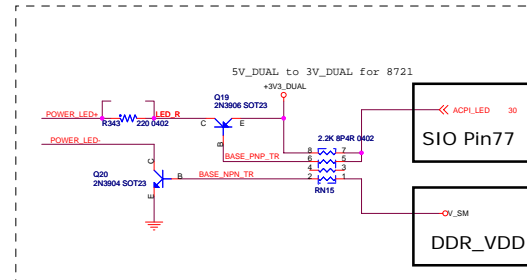 5V_DUAL to 3V_DUAL for 8721
+3V3_DUAL
Q19
2N3906 SOT23
POWER_LED+
LED_R
R343
220 0402
C
E
B
ACPI_LED
30
SIO Pin77
2.2K 8P4R 0402
8
7
6
5
4
3
2
1
RN15
BASE_PNP_TR
POWER_LED-
Q20
2N3904 SOT23
C
B
E
BASE_NPN_TR
V_SM
DDR_VDD